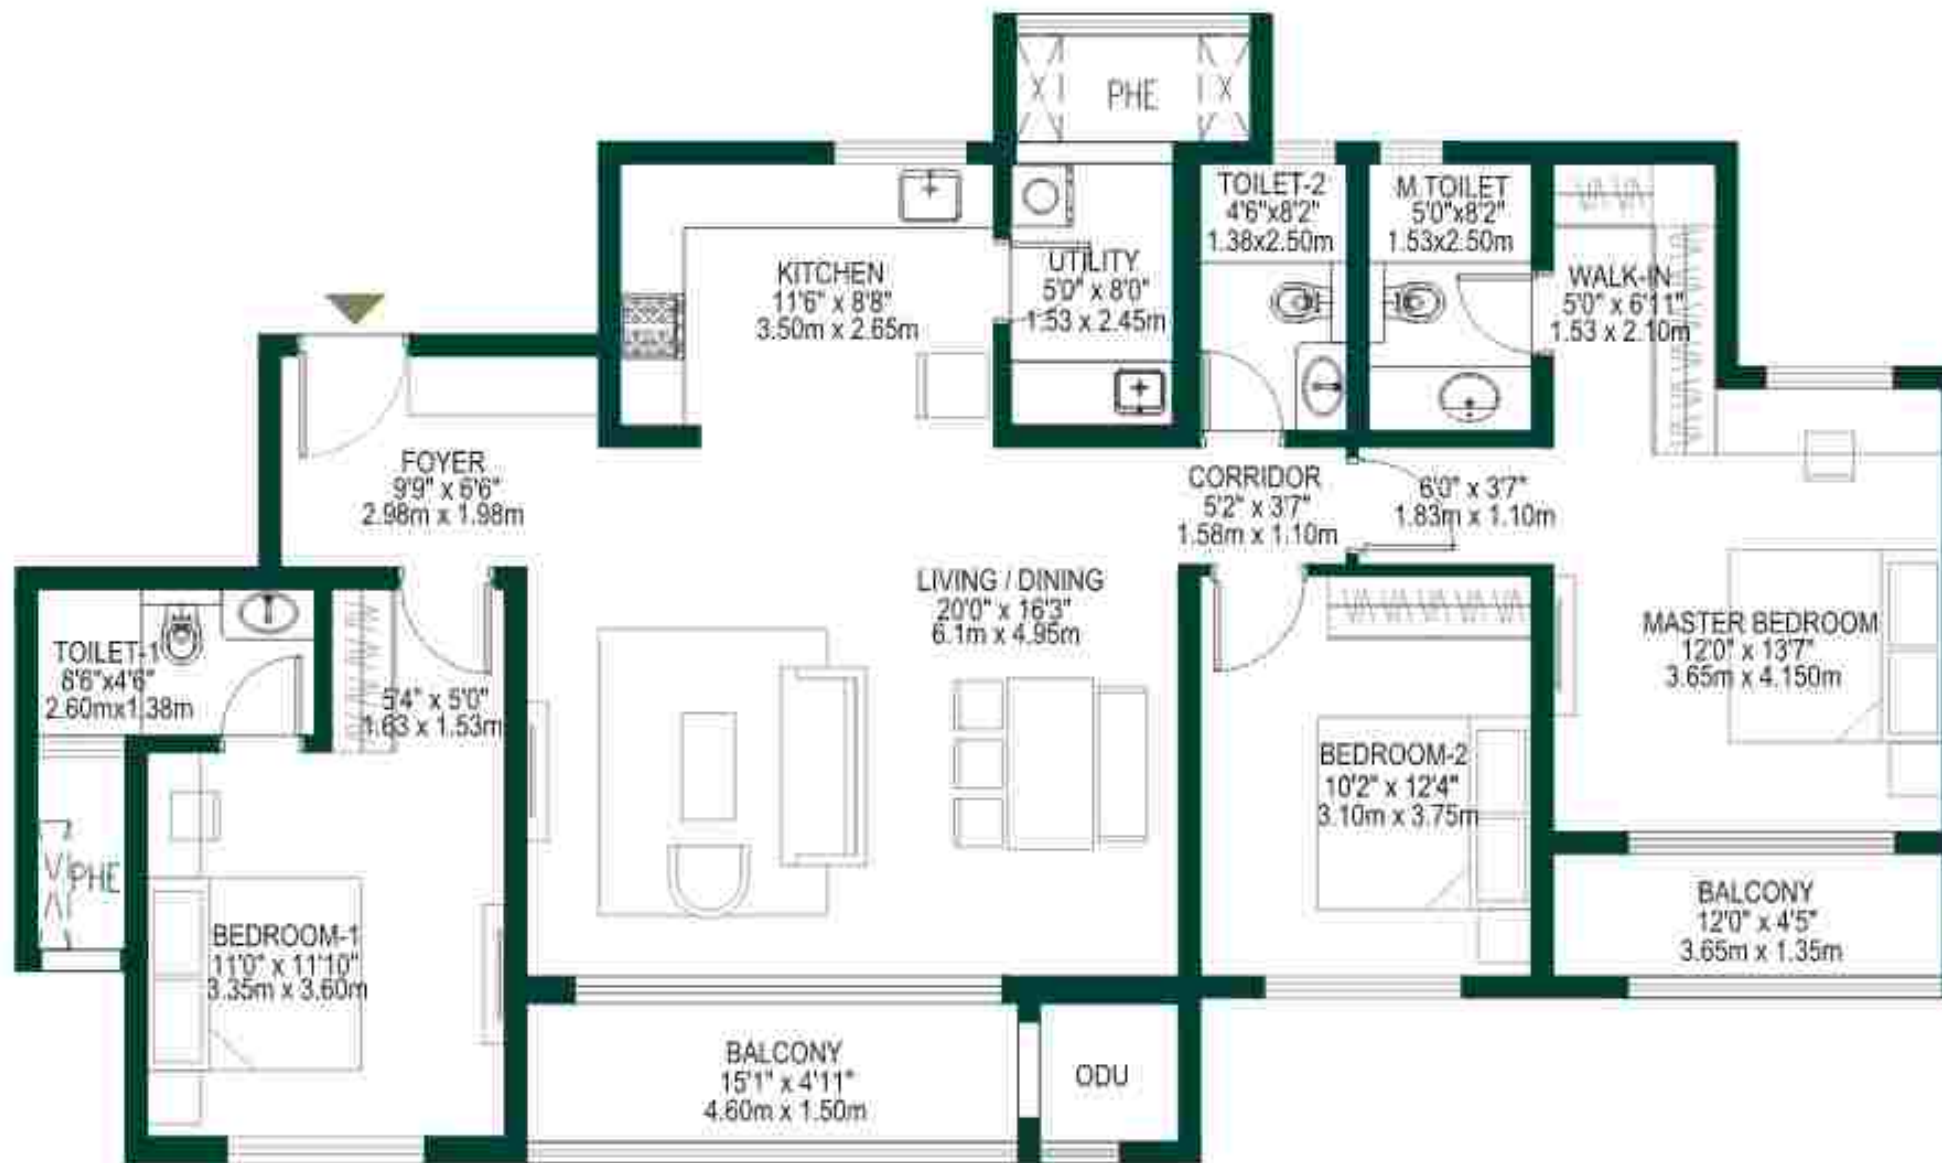 PHE
TOILET-2
4'6"x8'2"
1.38x2.50m
M.TOILET
5'0"x8'2"
1.53x2.50m
KITCHEN
11'6" x 8'8"
3.50m x 2.65m
UTILITY
5'0" x 8'0"
1.53 x 2.45m
WALK-IN
5'0" x 6'11"
1.53 x 2.10m
FOYER
9'9" x 6'6"
2.98m x 1.98m
CORRIDOR
5'2" x 3'7"
1.58m x 1.10m
6'0" x 3'7"
1.83m x 1.10m
LIVING / DINING
20'0" x 16'3"
6.1m x 4.95m
TOILET-1
8'6"x4'6"
2.60mx1.38m
5'4" x 5'0"
1.63 x 1.53m
MASTER BEDROOM
12'0" x 13'7"
3.65m x 4.150m
BEDROOM-2
10'2" x 12'4"
3.10m x 3.75m
PHE
BEDROOM-1
11'0" x 11'10"
3.35m x 3.60m
BALCONY
12'0" x 4'5"
3.65m x 1.35m
BALCONY
15'1" x 4'11"
4.60m x 1.50m
ODU